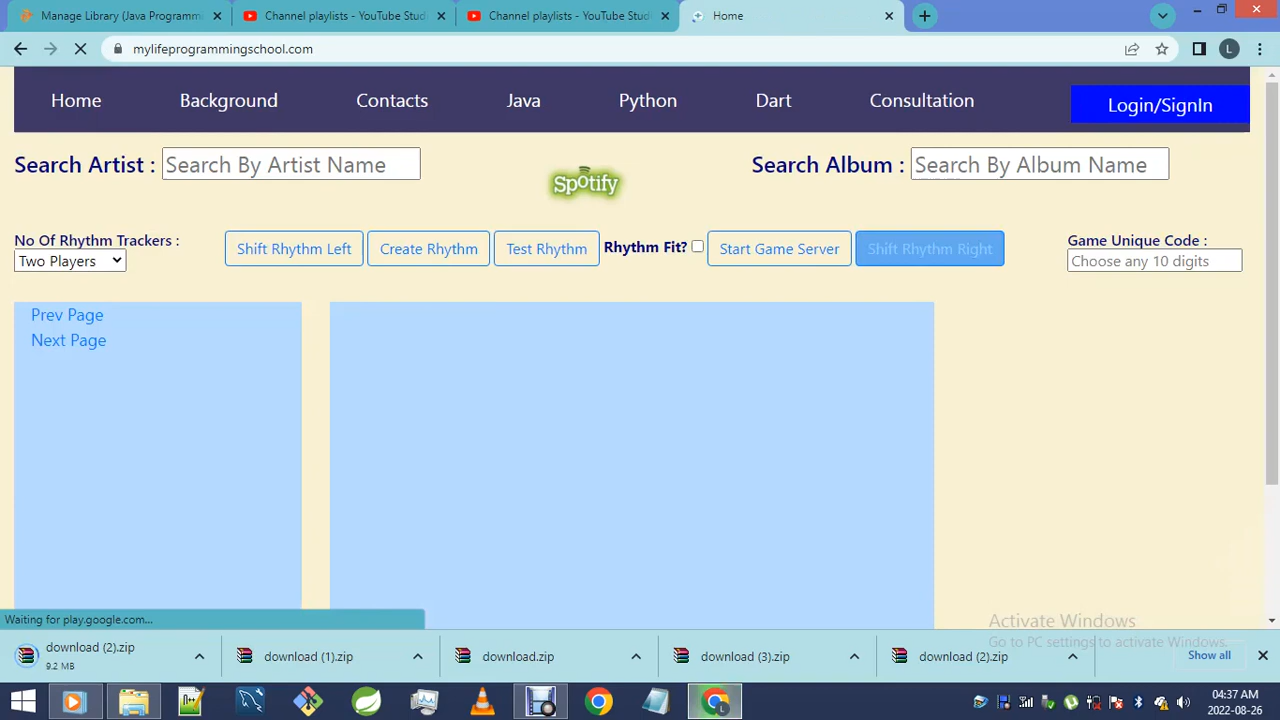 Manage Library (Java Programm
Channel playlists - YouTube Stud
Channel playlists - YouTube Stud
Home
mylifeprogrammingschool.com
L
Home
Background
Contacts
Java
Python
Dart
Consultation
Login/SignIn
Search Artist :
Search By Artist Name
Spotify
Search Album :
Search By Album Name
No Of Rhythm Trackers :
Two Players
Shift Rhythm Left
Create Rhythm
Test Rhythm
Rhythm Fit?
Start Game Server
Shift Rhythm Right
Game Unique Code :
Choose any 10 digits
Prev Page
Next Page
Waiting for play.google.com...
Activate Windows
Go to PC settings to activate Windows.
download (2).zip
9.2 MB
download (1).zip
download.zip
download (3).zip
download (2).zip
Show all
04:37 AM
2022-08-26